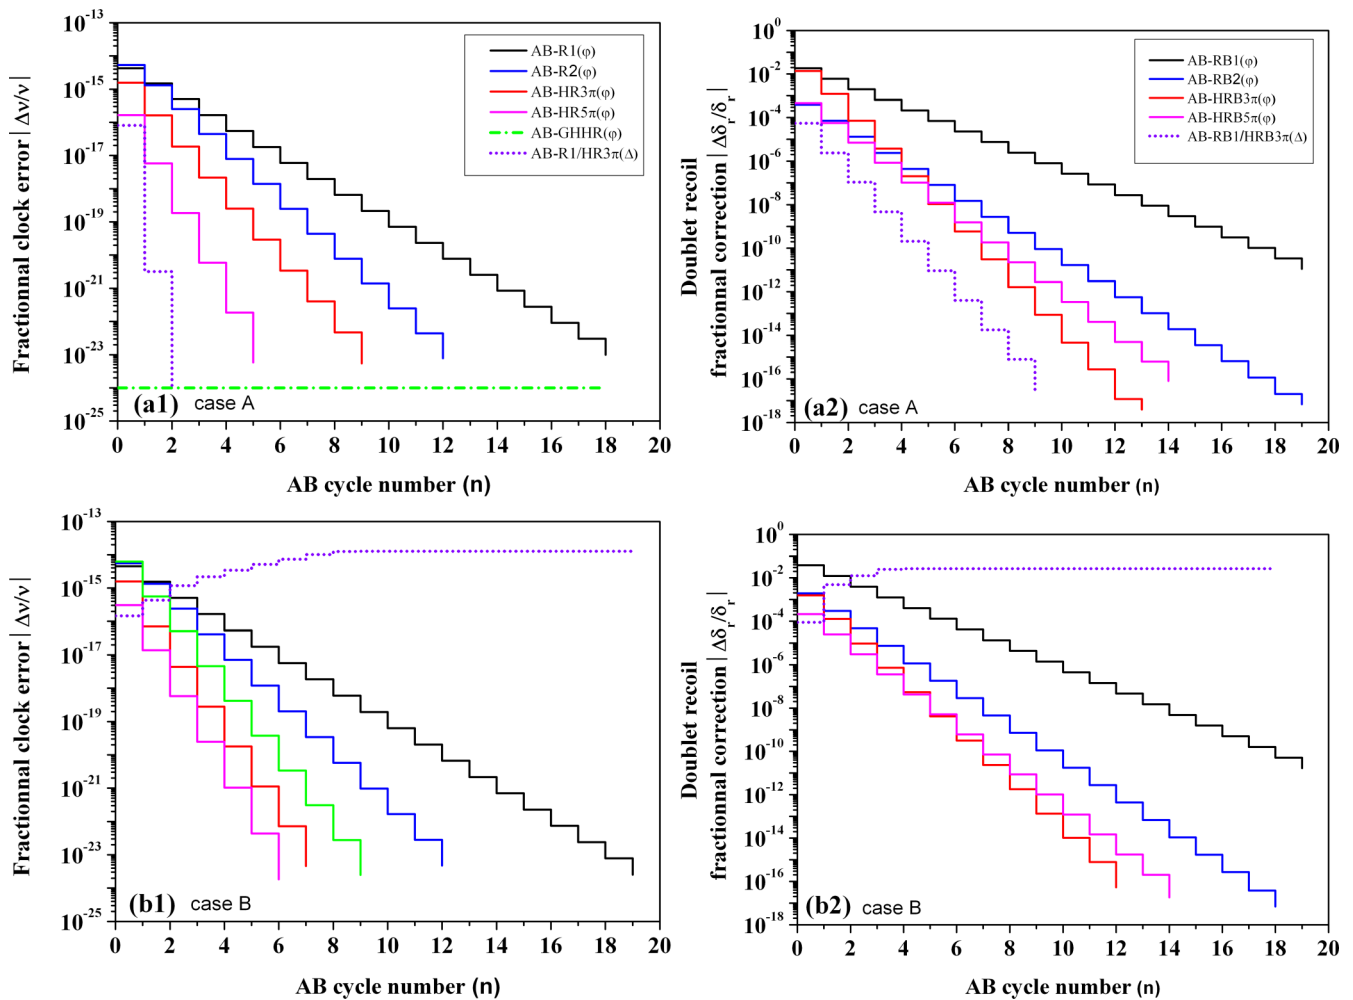 Fractionnal clock error|Δν/ν|
10⁻¹³
10⁻¹⁵
10⁻¹⁷
10⁻¹⁹
10⁻²¹
10⁻²³
10⁻²⁵
AB-R1(φ)
AB-R2(φ)
AB-HR3π(φ)
AB-HR5π(φ)
AB-GHHR(φ)
AB-R1/HR3π(Δ)
(a1) case A
0 2 4 6 8 10 12 14 16 18 20
AB cycle number (n)
Doublet recoil
fractionnal correction|Δδᵣ/δᵣ|
10⁰
10⁻²
10⁻⁴
10⁻⁶
10⁻⁸
10⁻¹⁰
10⁻¹²
10⁻¹⁴
10⁻¹⁶
10⁻¹⁸
AB-RB1(φ)
AB-RB2(φ)
AB-HRB3π(φ)
AB-HRB5π(φ)
AB-RB1/HRB3π(Δ)
(a2) case A
0 2 4 6 8 10 12 14 16 18 20
AB cycle number (n)
Fractionnal clock error|Δν/ν|
10⁻¹³
10⁻¹⁵
10⁻¹⁷
10⁻¹⁹
10⁻²¹
10⁻²³
10⁻²⁵
(b1) case B
0 2 4 6 8 10 12 14 16 18 20
AB cycle number (n)
Doublet recoil
fractionnal correction|Δδᵣ/δᵣ|
10⁰
10⁻²
10⁻⁴
10⁻⁶
10⁻⁸
10⁻¹⁰
10⁻¹²
10⁻¹⁴
10⁻¹⁶
10⁻¹⁸
(b2) case B
0 2 4 6 8 10 12 14 16 18 20
AB cycle number (n)